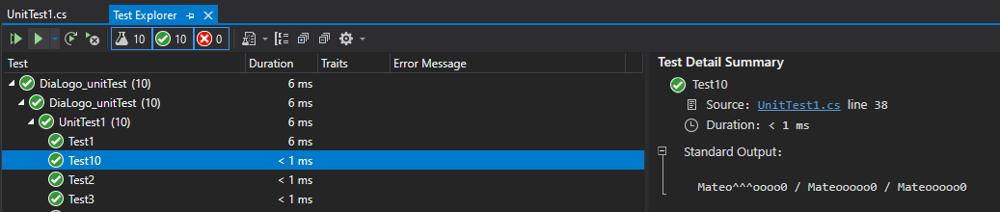 UnitTest1.cs Test Explorer
10 10 0
Test Duration Traits Error Message
DiaLogo_unitTest (10) 6 ms
DiaLogo_unitTest (10) 6 ms
UnitTest1 (10) 6 ms
Test1 6 ms
Test10 < 1 ms
Test2 < 1 ms
Test3 < 1 ms
Test Detail Summary
Test10
Source: UnitTest1.cs line 38
Duration: < 1 ms
Standard Output:
Mateo^^^oooo0 / Mateooooo0 / Mateooooo0